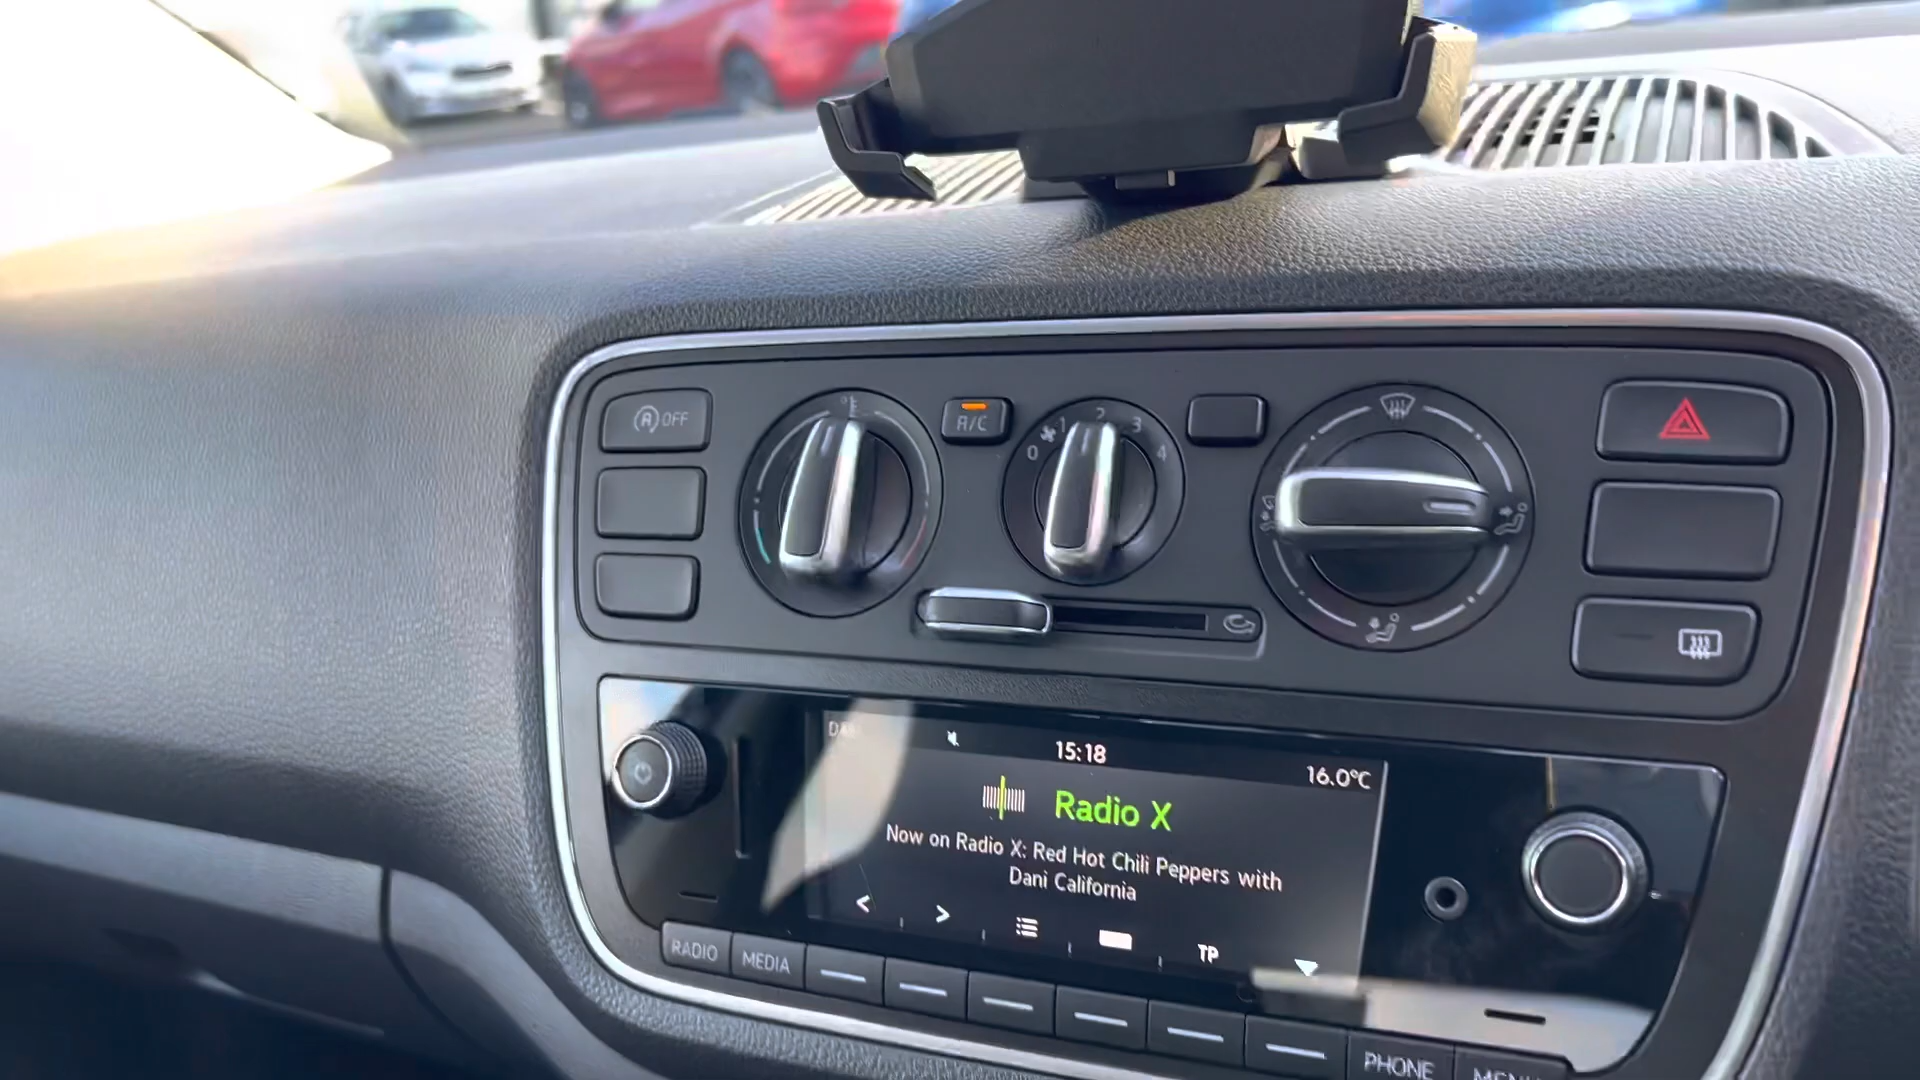 A OFF
A/C
0 1 2 3 4
15:18
16.0°C
Radio X
Now on Radio X: Red Hot Chili Peppers with
Dani California
< >
TP
RADIO
MEDIA
PHONE